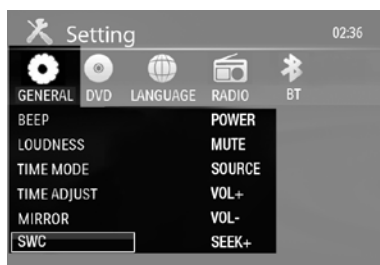 Setting 02:36
GENERAL DVD LANGUAGE RADIO BT
BEEP POWER
LOUDNESS MUTE
TIME MODE SOURCE
TIME ADJUST VOL+
MIRROR VOL-
SWC SEEK+